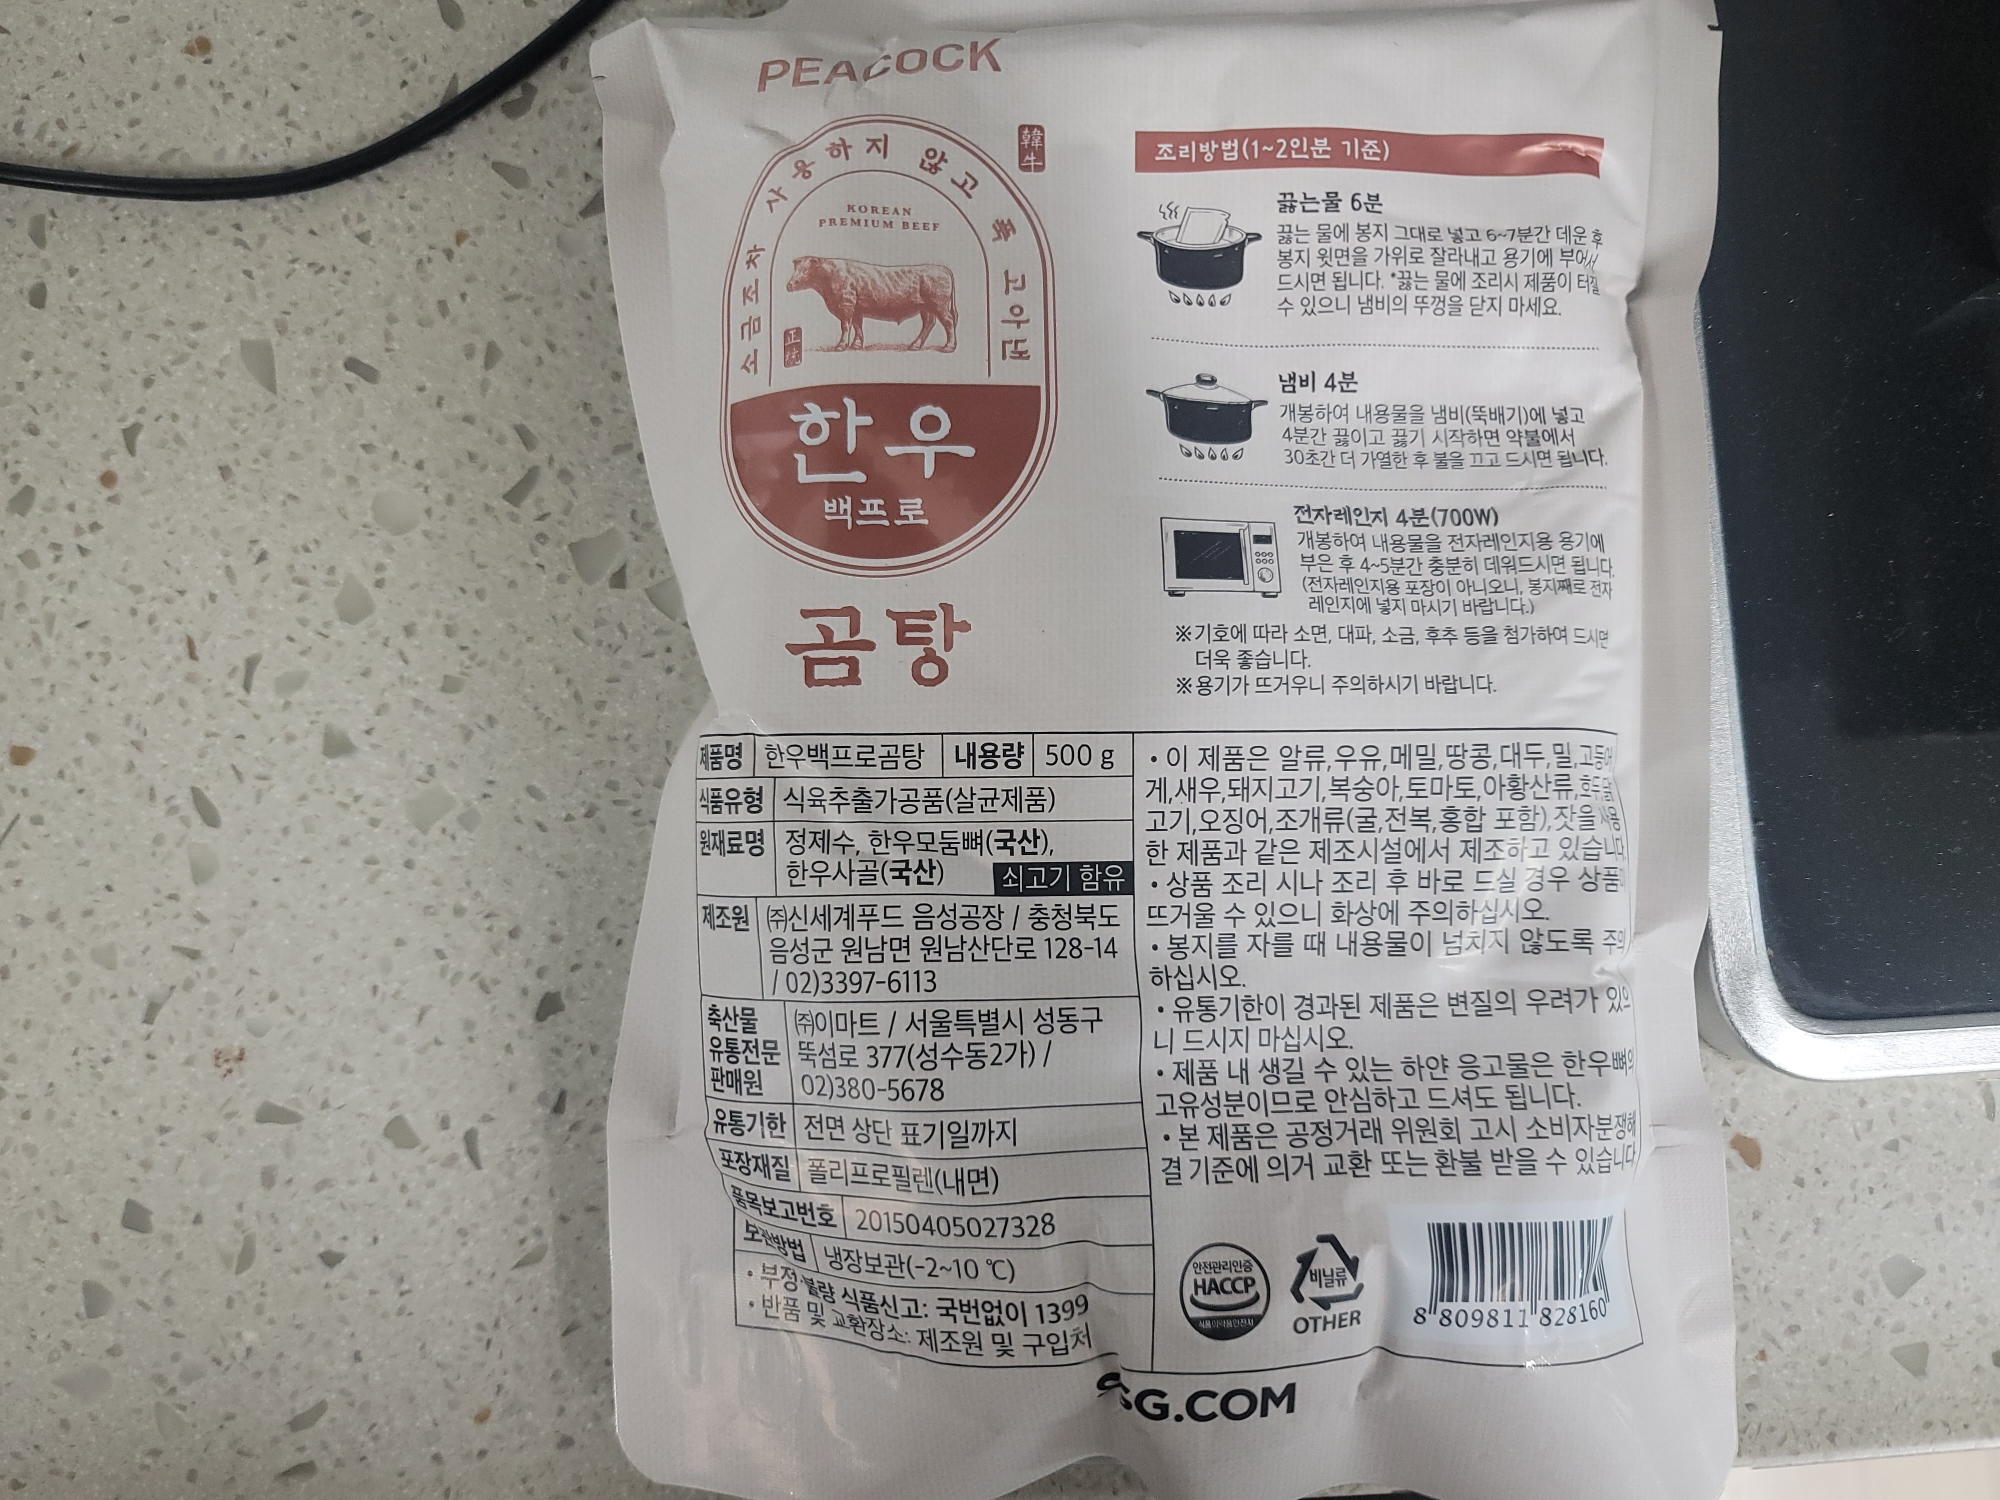 PEACOCK
韓牛
소금조차 사용하지 않고 푹 고우낸
KOREAN
PREMIUM BEEF
正統
한우
백프로
곰탕
조리방법(1~2인분 기준)
끓는물 6분
끓는 물에 봉지 그대로 넣고 6~7분간 데운 후
봉지 윗면을 가위로 잘라내고 용기에 부어서
드시면 됩니다. *끓는 물에 조리시 제품이 터질
수 있으니 냄비의 뚜껑을 닫지 마세요.
냄비 4분
개봉하여 내용물을 냄비(뚝배기)에 넣고
4분간 끓이고 끓기 시작하면 약불에서
30초간 더 가열한 후 불을 끄고 드시면 됩니다.
전자레인지 4분(700W)
개봉하여 내용물을 전자레인지용 용기에
부은 후 4~5분간 충분히 데워드시면 됩니다.
(전자레인지용 포장이 아니오니, 봉지째로 전자
레인지에 넣지 마시기 바랍니다.)
※기호에 따라 소면, 대파, 소금, 후추 등을 첨가하여 드시면
더욱 좋습니다.
※용기가 뜨거우니 주의하시기 바랍니다.
제품명 한우백프로곰탕 내용량 500 g
식품유형 식육추출가공품(살균제품)
원재료명 정제수, 한우모둠뼈(국산),
한우사골(국산) 쇠고기 함유
제조원 ㈜신세계푸드 음성공장 / 충청북도
음성군 원남면 원남산단로 128-14
/ 02)3397-6113
축산물
유통전문
판매원
㈜이마트 / 서울특별시 성동구
뚝섬로 377(성수동2가) /
02)380-5678
유통기한 전면 상단 표기일까지
포장재질 폴리프로필렌(내면)
품목보고번호 20150405027328
보관방법 냉장보관(-2~10 ℃)
• 부정·불량 식품신고: 국번없이 1399
• 반품 및 교환장소: 제조원 및 구입처
• 이 제품은 알류,우유,메밀,땅콩,대두,밀,고등어
게,새우,돼지고기,복숭아,토마토,아황산류,호두,닭
고기,오징어,조개류(굴,전복,홍합 포함),잣을 사용
한 제품과 같은 제조시설에서 제조하고 있습니다.
• 상품 조리 시나 조리 후 바로 드실 경우 상품이
뜨거울 수 있으니 화상에 주의하십시오.
• 봉지를 자를 때 내용물이 넘치지 않도록 주의
하십시오.
• 유통기한이 경과된 제품은 변질의 우려가 있으
니 드시지 마십시오.
• 제품 내 생길 수 있는 하얀 응고물은 한우뼈의
고유성분이므로 안심하고 드셔도 됩니다.
• 본 제품은 공정거래 위원회 고시 소비자분쟁해
결 기준에 의거 교환 또는 환불 받을 수 있습니다.
안전관리인증
HACCP
식품의약품안전처
비닐류
OTHER
8 809811 828160
SSG.COM